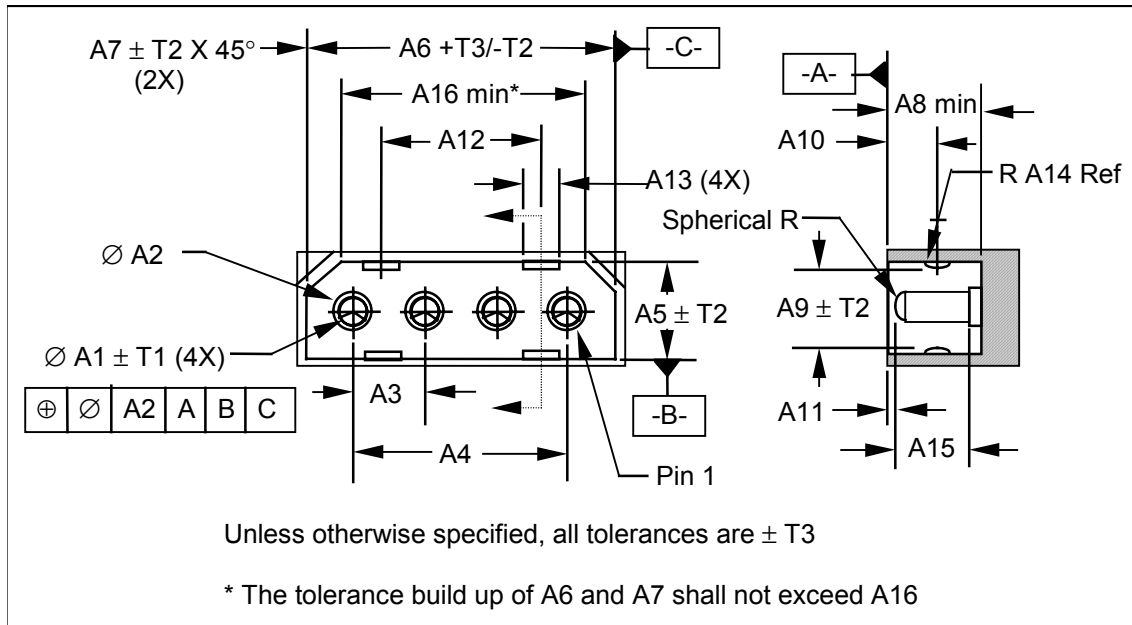 A7 ± T2 X 45°
(2X)
A6 +T3/-T2
-C-
A16 min*
A12
A13 (4X)
-A-
A8 min
A10
R A14 Ref
Spherical R
∅ A2
A5 ± T2
A9 ± T2
∅ A1 ± T1 (4X)
⊕ ∅ A2 A B C
A3
-B-
A11
A4
A15
Pin 1
Unless otherwise specified, all tolerances are ± T3
* The tolerance build up of A6 and A7 shall not exceed A16